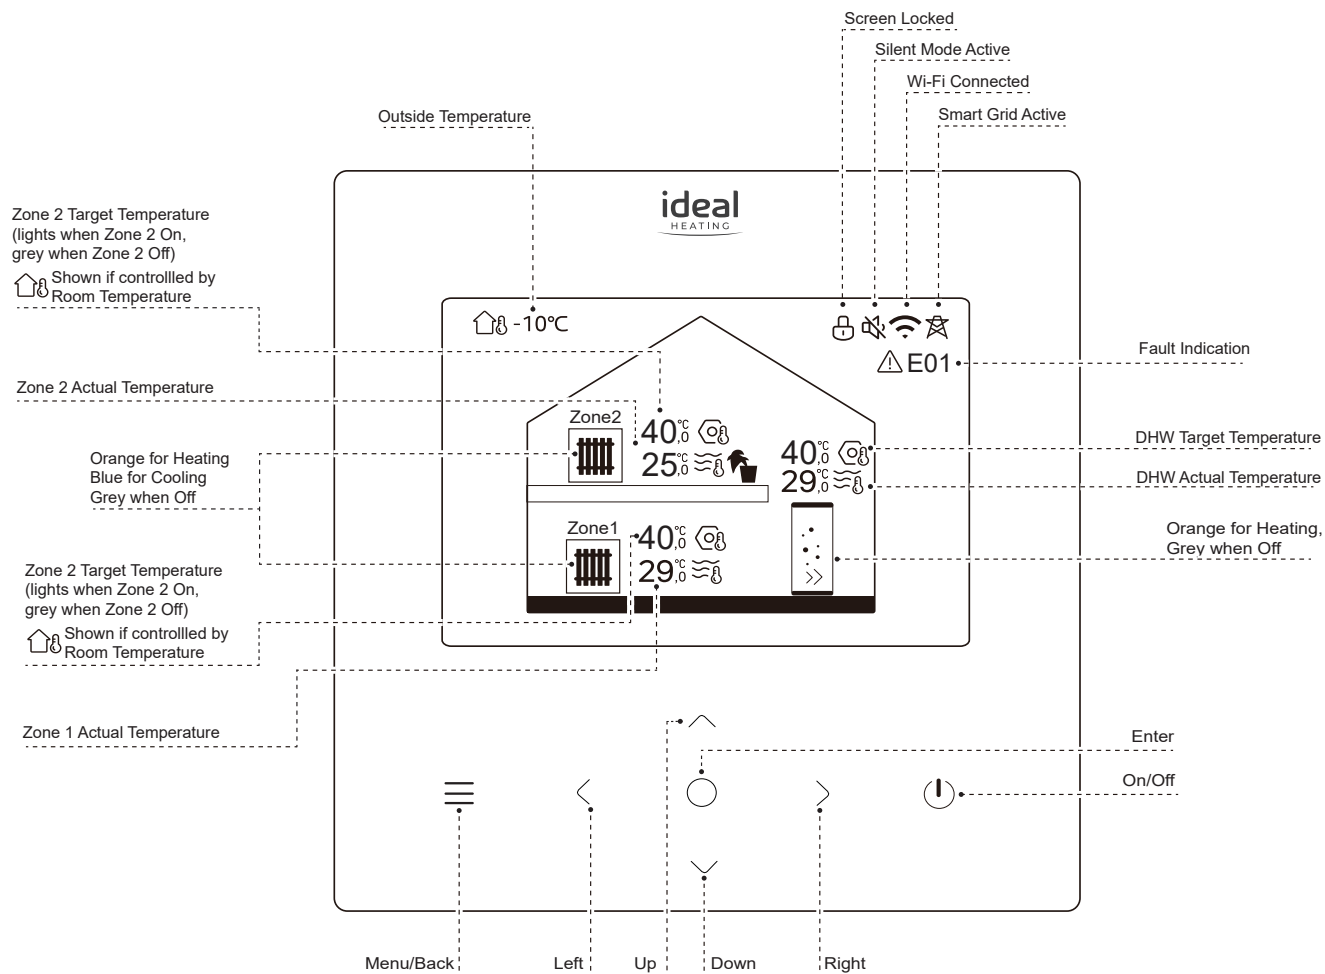 Screen Locked
Silent Mode Active
Wi-Fi Connected
Smart Grid Active
Outside Temperature
Zone 2 Target Temperature
(lights when Zone 2 On,
grey when Zone 2 Off)
Shown if controllled by
Room Temperature
Zone 2 Actual Temperature
Orange for Heating
Blue for Cooling
Grey when Off
Zone 2 Target Temperature
(lights when Zone 2 On,
grey when Zone 2 Off)
Shown if controllled by
Room Temperature
Zone 1 Actual Temperature
ideal
HEATING
-10°C
E01
Zone2
40,0°C
25,0°C
40,0°C
29,0°C
Zone1
40,0°C
29,0°C
Fault Indication
DHW Target Temperature
DHW Actual Temperature
Orange for Heating,
Grey when Off
Enter
On/Off
Menu/Back
Left
Up
Down
Right